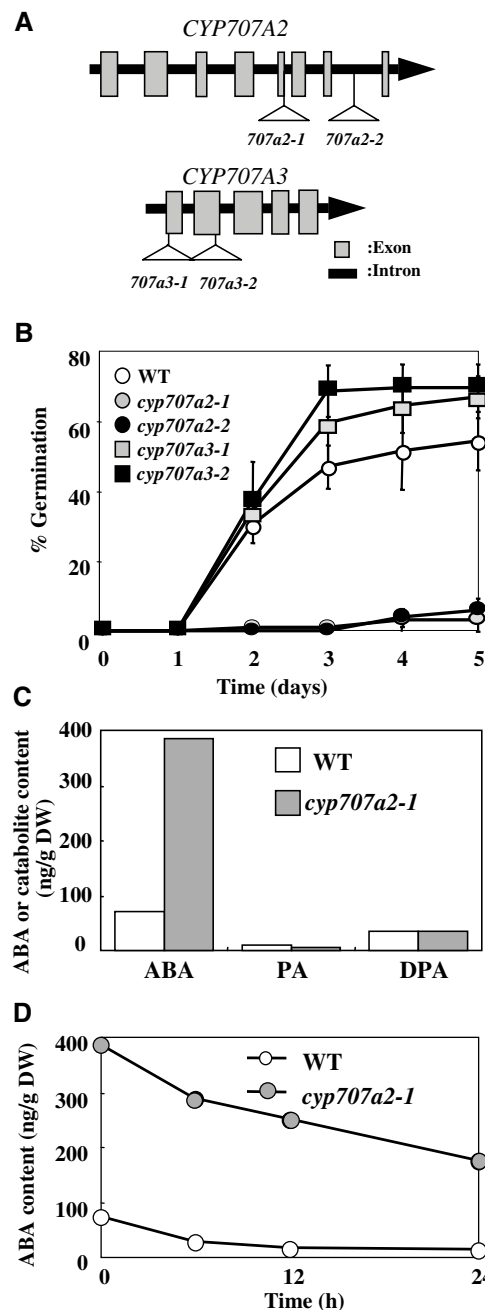 A
CYP707A2
707a2-1
707a2-2
CYP707A3
707a3-1
707a3-2
:Exon
:Intron
B
80
60
40
20
0
% Germination
WT
cyp707a2-1
cyp707a2-2
cyp707a3-1
cyp707a3-2
0 1 2 3 4 5
Time (days)
C
400
300
200
100
0
ABA or catabolite content
(ng/g DW)
WT
cyp707a2-1
ABA PA DPA
D
400
300
200
100
0
ABA content (ng/g DW)
WT
cyp707a2-1
0 12 24
Time (h)